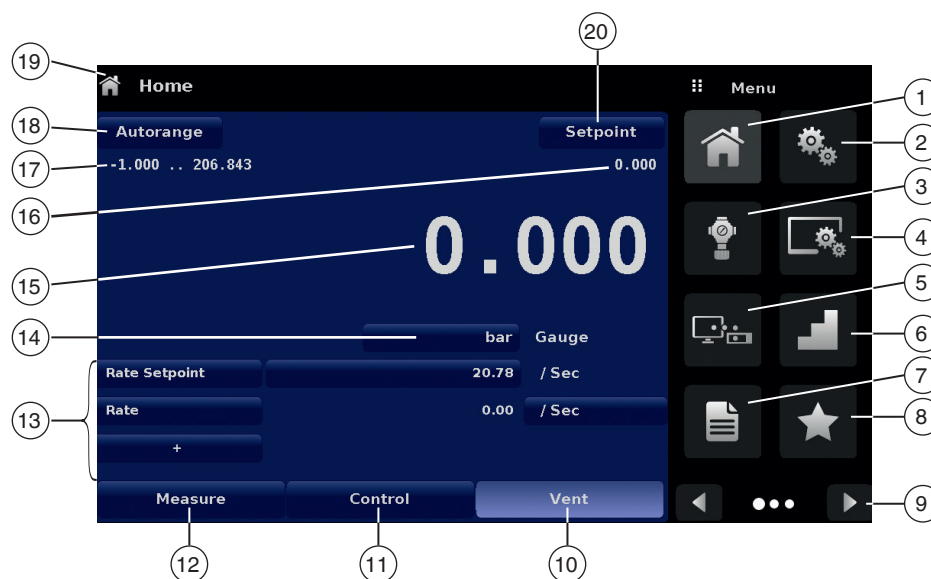 20
19
Home
Menu
1
18
Autorange
Setpoint
2
17
-1.000 .. 206.843
0.000
3
16
4
0.000
15
5
14
bar Gauge
6
Rate Setpoint 20.78 / Sec
7
13
Rate 0.00 / Sec
8
+
Measure Control Vent
9
12
11
10